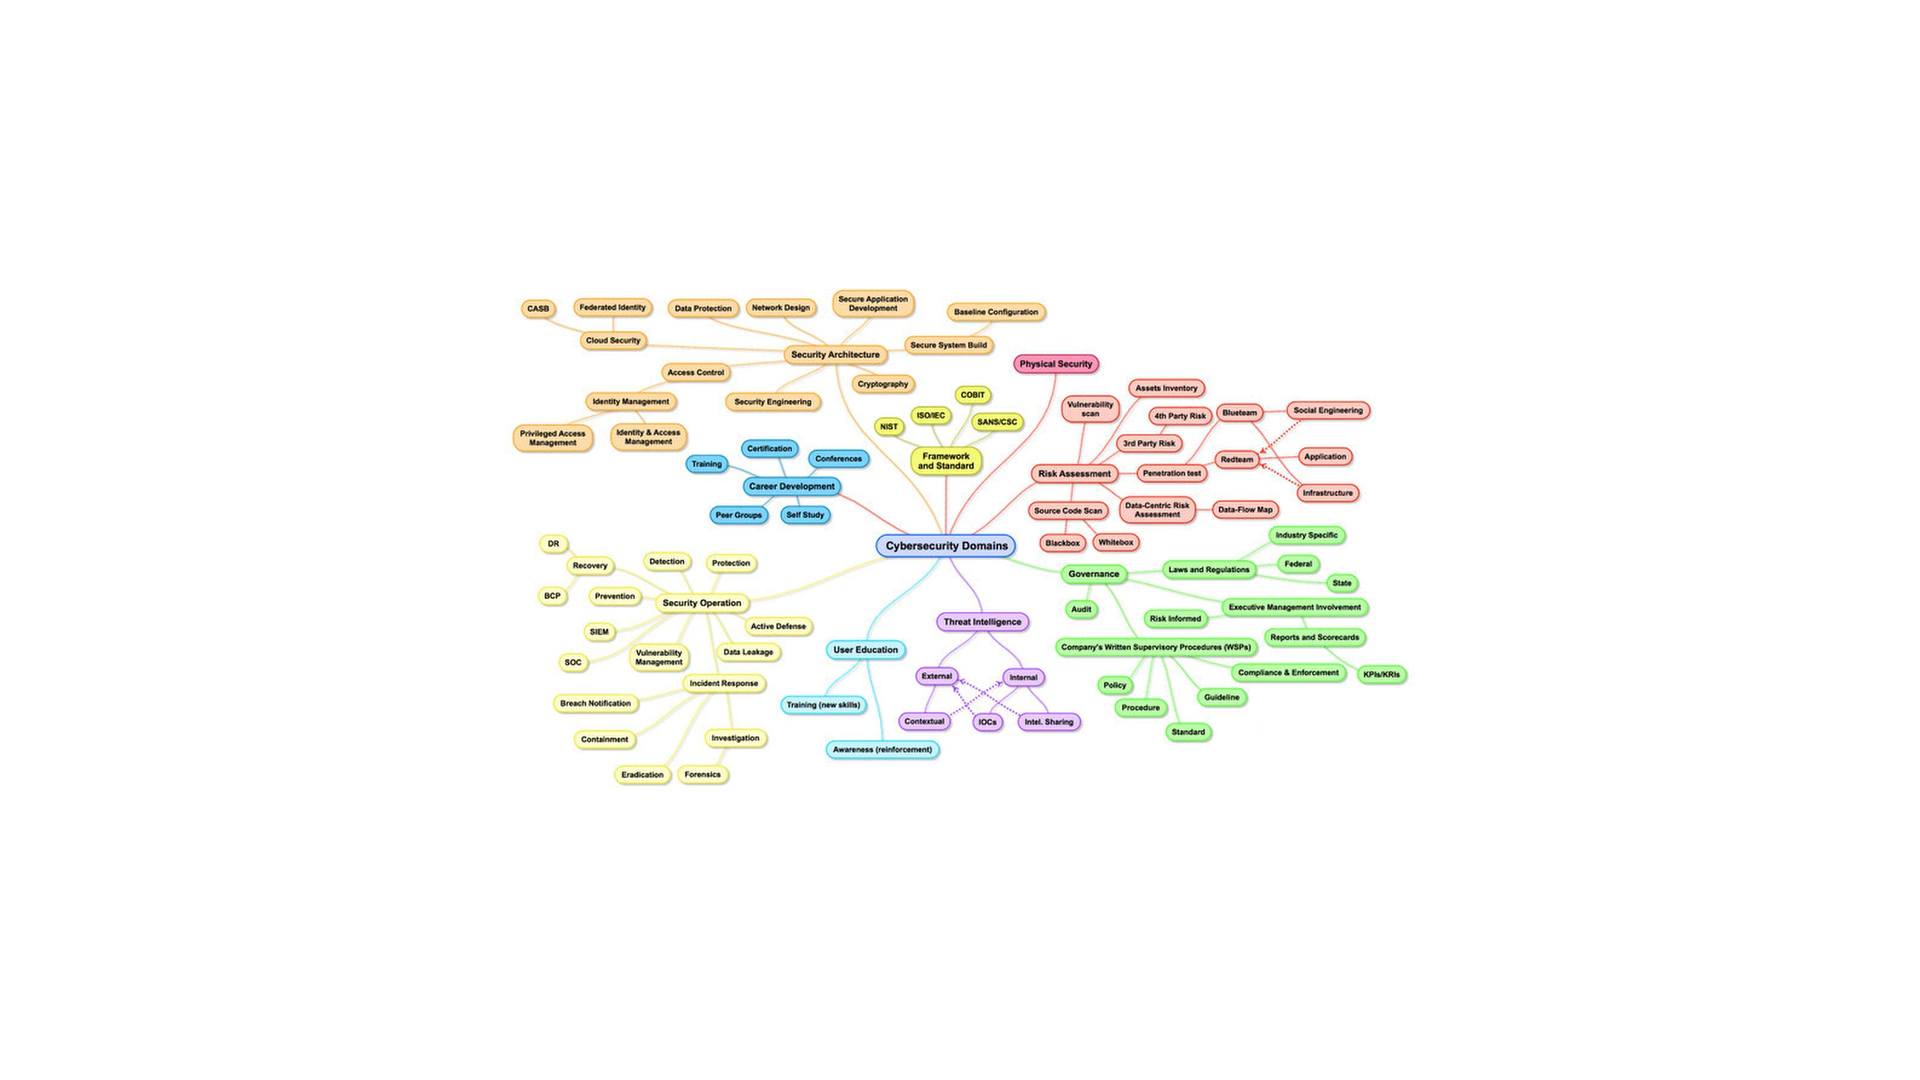 CASB
Federated Identity
Data Protection
Network Design
Secure Application
Development
Baseline Configuration
Cloud Security
Security Architecture
Secure System Build
Access Control
Cryptography
Identity Management
Security Engineering
Privileged Access
Management
Identity & Access
Management
Physical Security
COBIT
ISO/IEC
SANS/CSC
NIST
Framework
and Standard
Certification
Conferences
Training
Career Development
Peer Groups
Self Study
Assets Inventory
Vulnerability
scan
4th Party Risk
Blueteam
Social Engineering
3rd Party Risk
Redteam
Application
Risk Assessment
Penetration test
Infrastructure
Source Code Scan
Data-Centric Risk
Assessment
Data-Flow Map
Blackbox
Whitebox
Cybersecurity Domains
DR
Recovery
Detection
Protection
BCP
Prevention
Security Operation
SIEM
Active Defense
SOC
Vulnerability
Management
Data Leakage
Incident Response
Breach Notification
Containment
Investigation
Eradication
Forensics
User Education
Training (new skills)
Awareness (reinforcement)
Threat Intelligence
External
Internal
Contextual
IOCs
Intel. Sharing
Industry Specific
Governance
Laws and Regulations
Federal
State
Audit
Executive Management Involvement
Risk Informed
Reports and Scorecards
Company's Written Supervisory Procedures (WSPs)
Compliance & Enforcement
KPIs/KRIs
Policy
Guideline
Procedure
Standard